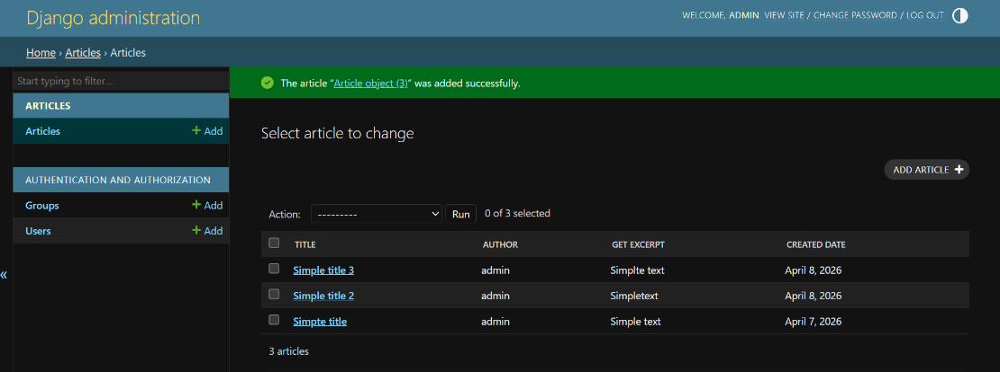 Django administration
WELCOME, ADMIN. VIEW SITE / CHANGE PASSWORD / LOG OUT
Home › Articles › Articles
Start typing to filter...
ARTICLES
Articles + Add
AUTHENTICATION AND AUTHORIZATION
Groups + Add
Users + Add
«
The article “Article object (3)” was added successfully.
Select article to change
ADD ARTICLE +
Action: --------- Run 0 of 3 selected
TITLE AUTHOR GET EXCERPT CREATED DATE
Simple title 3 admin Simplte text April 8, 2026
Simple title 2 admin Simpletext April 8, 2026
Simpte title admin Simple text April 7, 2026
3 articles